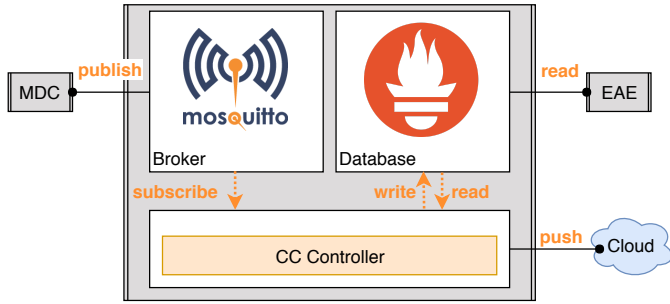 publish
read
MDC
EAE
mosquitto
Broker
Database
subscribe
write
read
push
CC Controller
Cloud